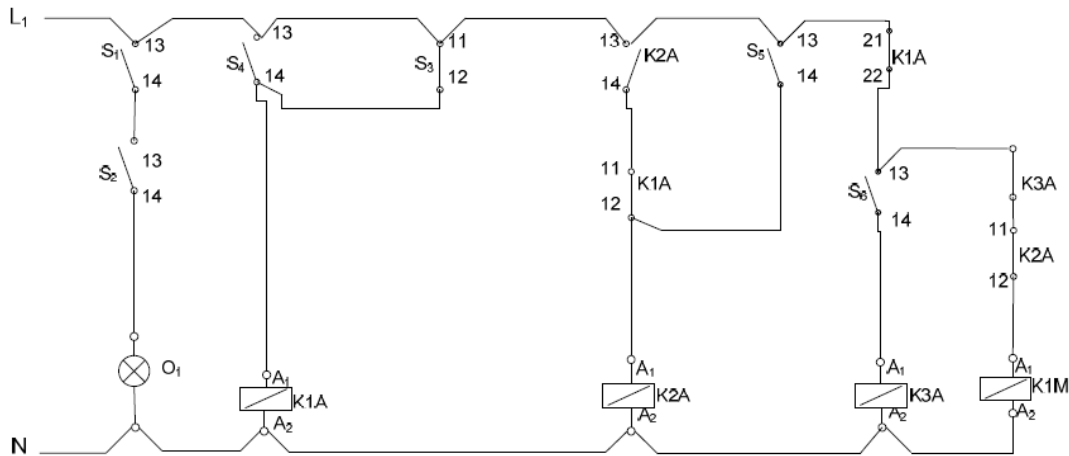 L1
S1 13
14
S2 13
14
O1
N
S4 13
14
A1
K1A
A2
S3 11
12
13 K2A
14
11 K1A
12
A1
K2A
A2
S5 13
14
21 K1A
22
S6 13
14
A1
K3A
A2
K3A
11 K2A
12
A1
K1M
A2